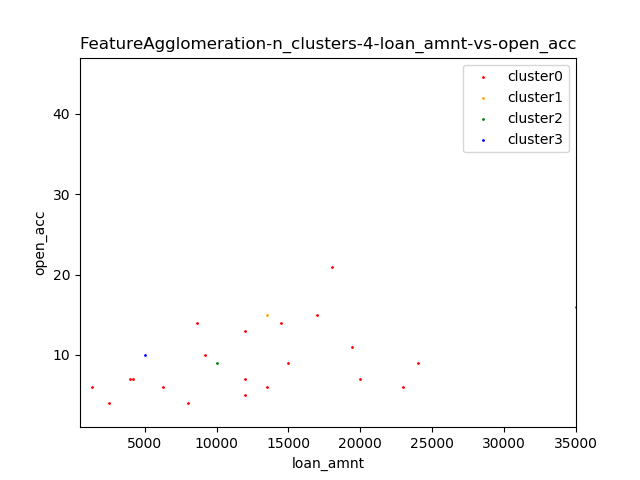 FeatureAgglomeration-n_clusters-4-loan_amnt-vs-open_acc
cluster0
cluster1
cluster2
cluster3
40
30
20
10
open_acc
5000 10000 15000 20000 25000 30000 35000
loan_amnt